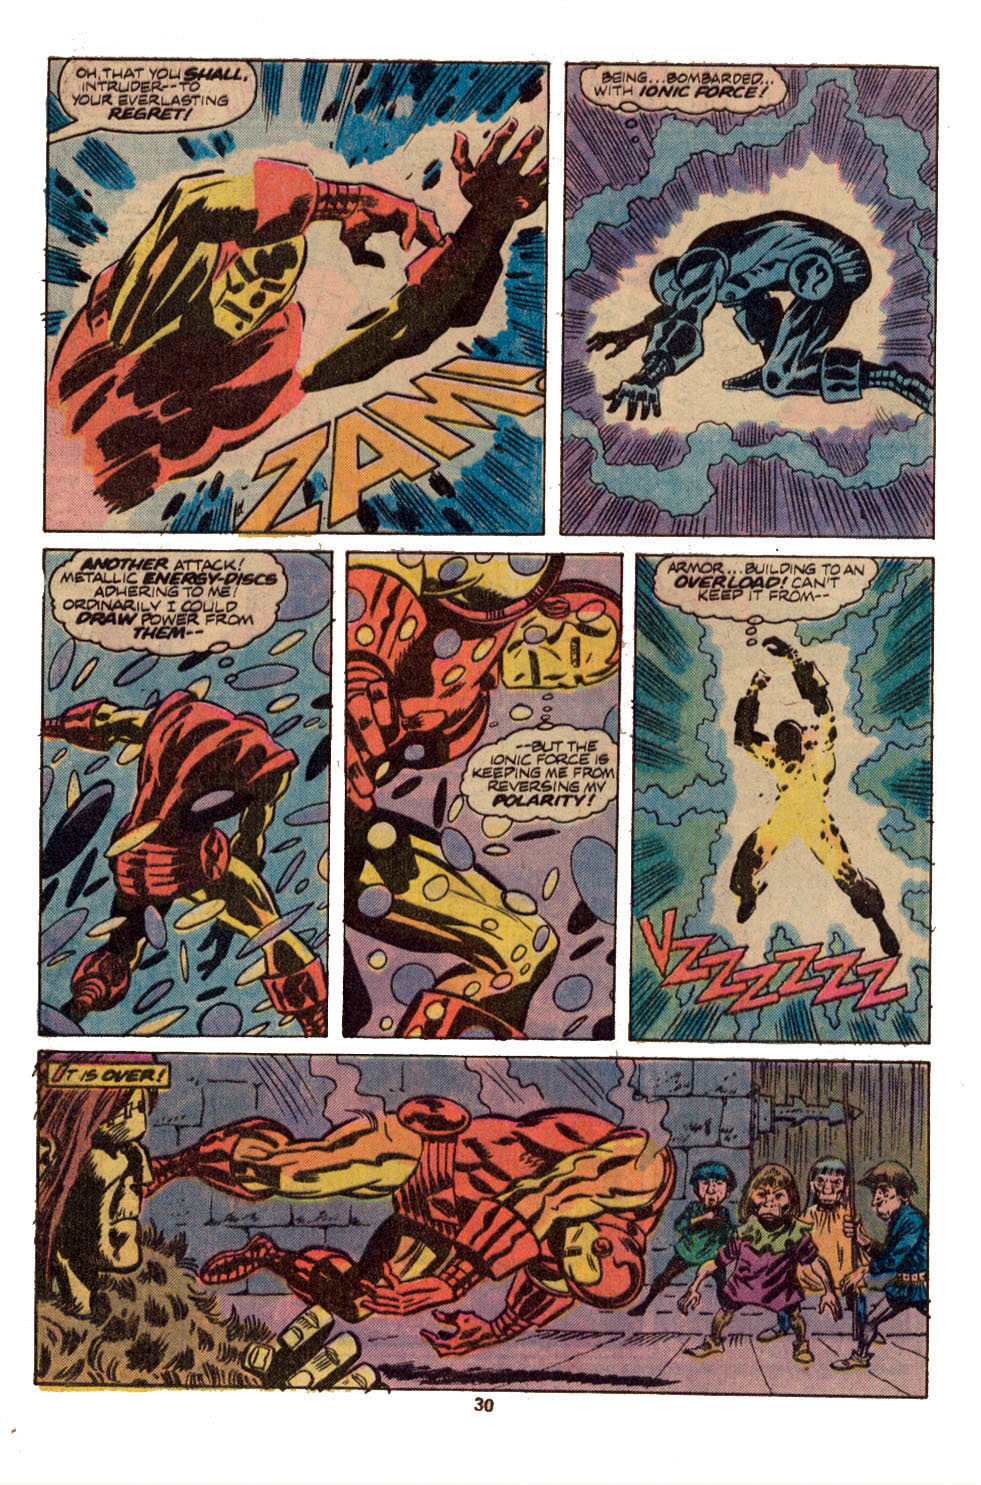 OH, THAT YOU SHALL,
INTRUDER--TO
YOUR EVERLASTING
REGRET!
ZAM!
BEING...BOMBARDED...
WITH IONIC FORCE!
ANOTHER ATTACK!
METALLIC ENERGY-DISCS
ADHERING TO ME!
ORDINARILY I COULD
DRAW POWER FROM
THEM--
--BUT THE
IONIC FORCE IS
KEEPING ME FROM
REVERSING MY
POLARITY!
ARMOR...BUILDING TO AN
OVERLOAD! CAN'T
KEEP IT FROM--
VZZZZZZ
IT IS OVER!
30